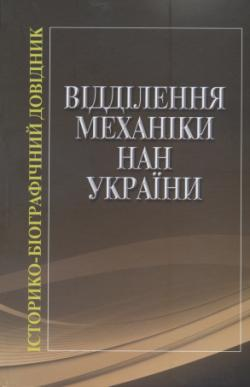 ІСТОРИКО-БІОГРАФІЧНИЙ ДОВІДНИК
ВІДДІЛЕННЯ
МЕХАНІКИ
НАН
УКРАЇНИ